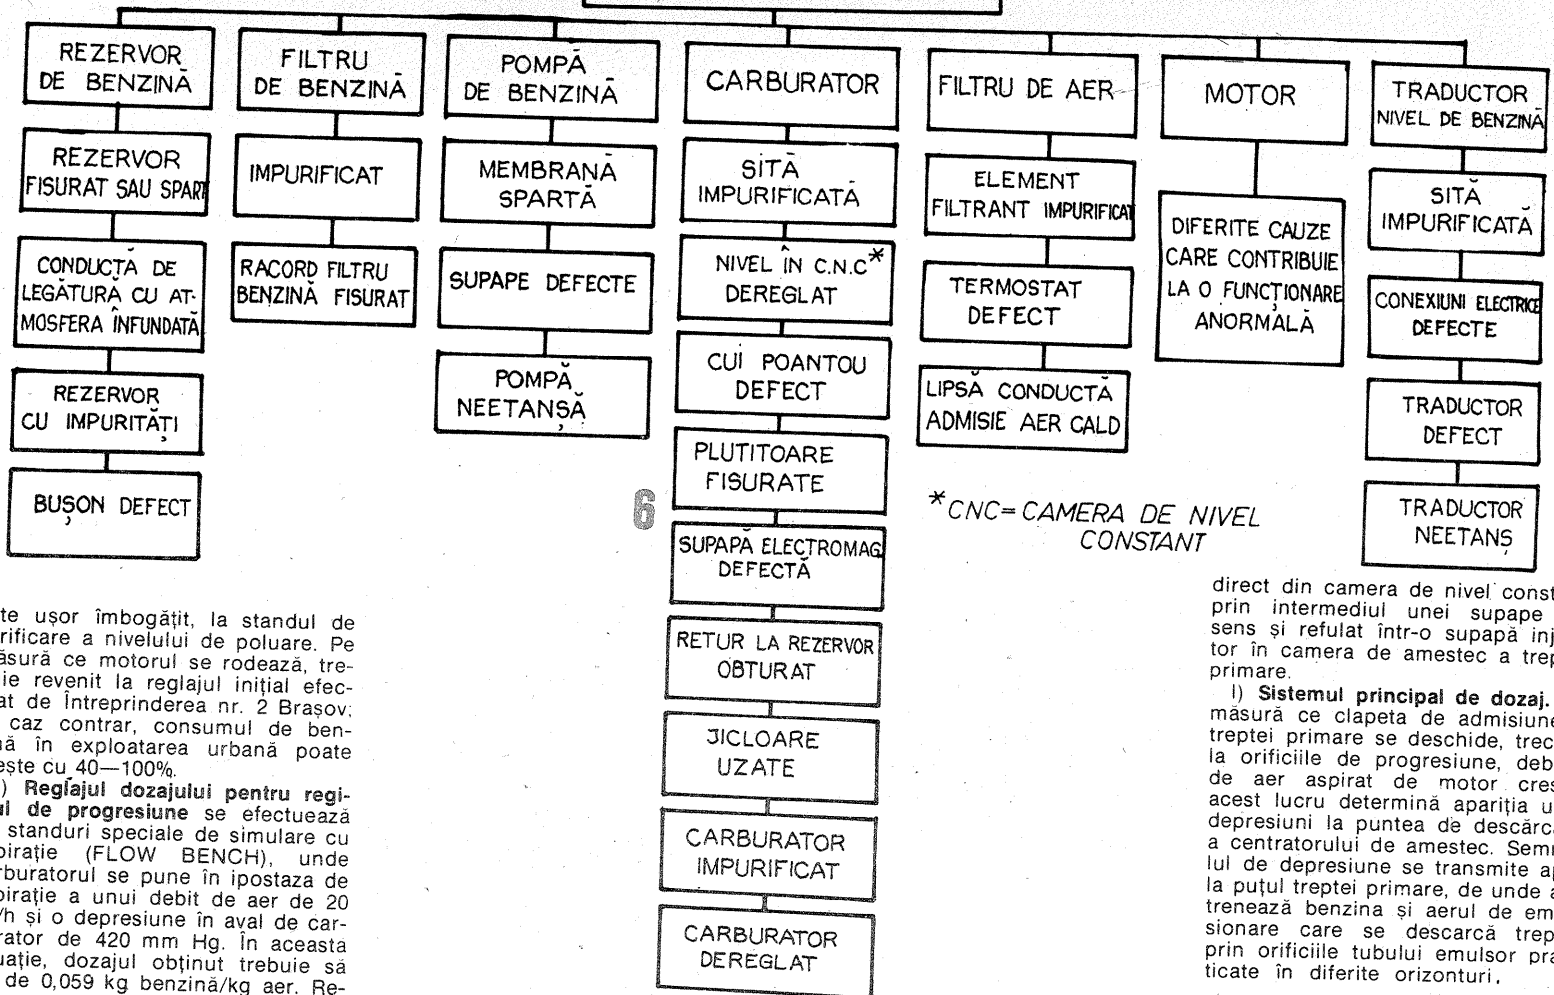 REZERVOR
DE BENZINĂ
REZERVOR
FISURAT SAU SPART
CONDUCTĂ DE
LEGĂTURĂ CU AT-
MOSFERA ÎNFUNDATĂ
REZERVOR
CU IMPURITĂȚI
BUȘON DEFECT
FILTRU
DE BENZINĂ
IMPURIFICAT
RACORD FILTRU
BENZINĂ FISURAT
POMPĂ
DE BENZINĂ
MEMBRANĂ
SPARTĂ
SUPAPE DEFECTE
POMPĂ
NEETANȘĂ
CARBURATOR
SITĂ
IMPURIFICATĂ
NIVEL ÎN C.N.C*
DEREGLAT
CUI POANTOU
DEFECT
PLUTITOARE
FISURATE
SUPAPĂ ELECTROMAG
DEFECTĂ
RETUR LA REZERVOR
OBTURAT
JICLOARE
UZATE
CARBURATOR
IMPURIFICAT
CARBURATOR
DEREGLAT
FILTRU DE AER
ELEMENT
FILTRANT IMPURIFICAT
TERMOSTAT
DEFECT
LIPSĂ CONDUCTĂ
ADMISIE AER CALD
MOTOR
DIFERITE CAUZE
CARE CONTRIBUIE
LA O FUNCȚIONARE
ANORMALĂ
TRADUCTOR
NIVEL DE BENZINĂ
SITĂ
IMPURIFICATĂ
CONEXIUNI ELECTRICE
DEFECTE
TRADUCTOR
DEFECT
TRADUCTOR
NEETANȘ
*CNC=CAMERA DE NIVEL
CONSTANT
6
te ușor îmbogățit, la standul de
rificare a nivelului de poluare. Pe
ăsură ce motorul se rodează, tre-
ie revenit la reglajul inițial efec-
at de Întreprinderea nr. 2 Brașov;
caz contrar, consumul de ben-
ă în exploatarea urbană poate
ește cu 40—100%.
) Reglajul dozajului pentru regi-
l de progresiune se efectuează
standuri speciale de simulare cu
pirație (FLOW BENCH), unde
rburatorul se pune în ipostaza de
pirație a unui debit de aer de 20
/h și o depresiune în aval de car-
rator de 420 mm Hg. În aceasta
uație, dozajul obținut trebuie să
de 0,059 kg benzină/kg aer. Re-
direct din camera de nivel const
prin intermediul unei supape
sens și refulat într-o supapă inj
tor în camera de amestec a trep
primare.
l) Sistemul principal de dozaj.
măsură ce clapeta de admisiune
treptei primare se deschide, trec
la orificiile de progresiune, deb
de aer aspirat de motor cres
acest lucru determină apariția u
depresiuni la puntea de descărc
a centratorului de amestec. Sem
lul de depresiune se transmite ap
la puțul treptei primare, de unde a
trenează benzina și aerul de em
sionare care se descarcă trep
prin orificiile tubului emulsor pra
ticate în diferite orizonturi.